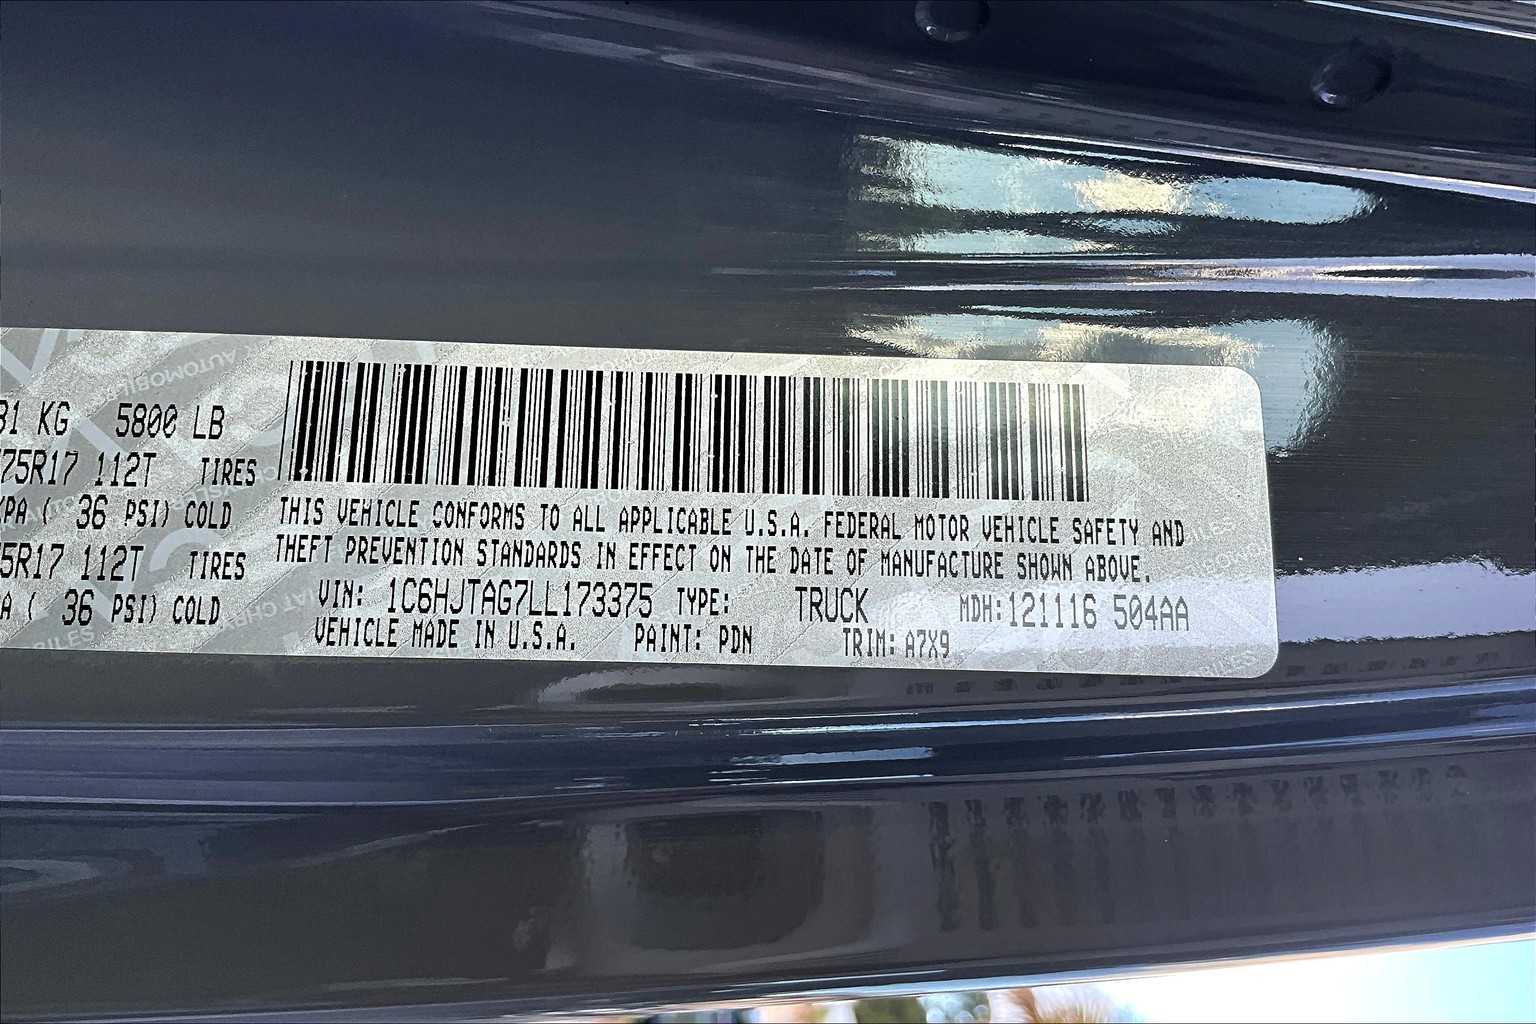 31 KG 5800 LB
75R17 112T TIRES
KPA ( 36 PSI) COLD
5R17 112T TIRES
A ( 36 PSI) COLD
THIS VEHICLE CONFORMS TO ALL APPLICABLE U.S.A. FEDERAL MOTOR VEHICLE SAFETY AND
THEFT PREVENTION STANDARDS IN EFFECT ON THE DATE OF MANUFACTURE SHOWN ABOVE.
VIN: 1C6HJTAG7LL173375 TYPE: TRUCK MDH:121116 504AA
VEHICLE MADE IN U.S.A. PAINT: PDN TRIM: A7X9